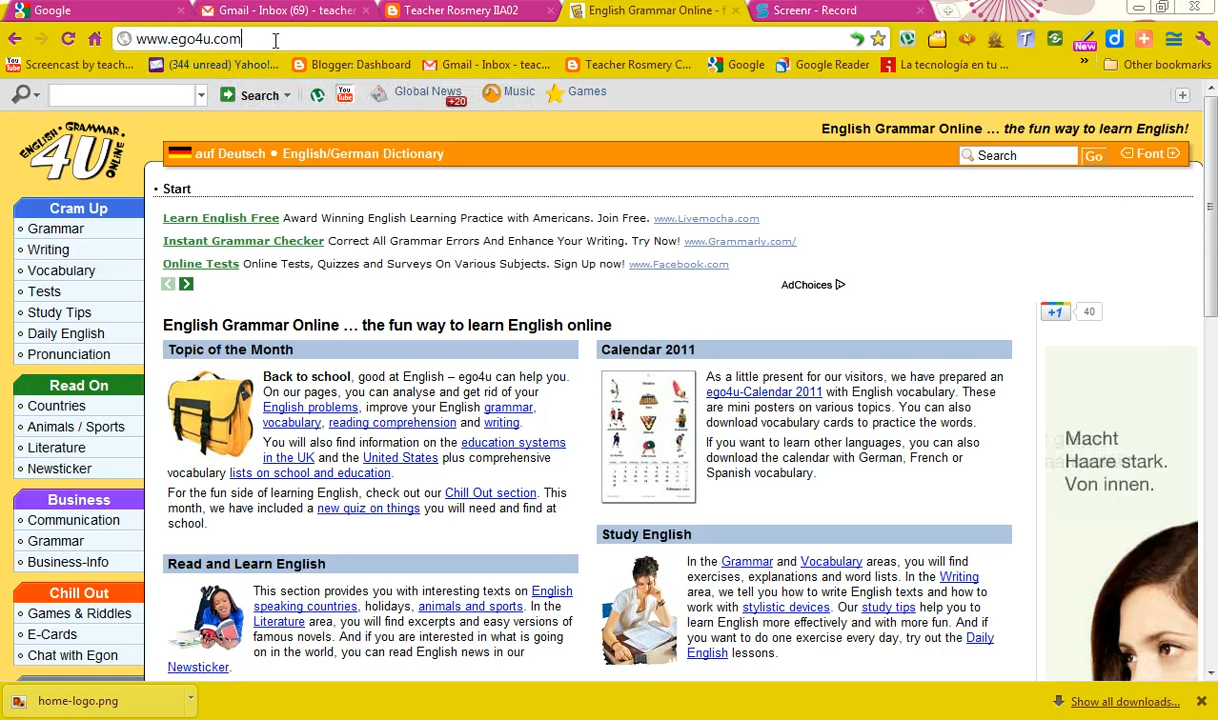 Google
Gmail - Inbox (69) - teacher
Teacher Rosmery IIA02
English Grammar Online - f
Screenr - Record
www.ego4u.com
New
Screencast by teach...
(344 unread) Yahoo!...
Blogger: Dashboard
Gmail - Inbox - teac...
Teacher Rosmery C...
Google
Google Reader
La tecnología en tu ...
Other bookmarks
Search
Global News
+20
Music
Games
ENGLISH GRAMMAR
4U
ONLINE
English Grammar Online … the fun way to learn English!
auf Deutsch • English/German Dictionary
Search
Go
Font
Start
Learn English Free Award Winning English Learning Practice with Americans. Join Free. www.Livemocha.com
Instant Grammar Checker Correct All Grammar Errors And Enhance Your Writing. Try Now! www.Grammarly.com/
Online Tests Online Tests, Quizzes and Surveys On Various Subjects. Sign Up now! www.Facebook.com
AdChoices
Cram Up
Grammar
Writing
Vocabulary
Tests
Study Tips
Daily English
Pronunciation
Read On
Countries
Animals / Sports
Literature
Newsticker
Business
Communication
Grammar
Business-Info
Chill Out
Games & Riddles
E-Cards
Chat with Egon
English Grammar Online … the fun way to learn English online
Topic of the Month
Back to school, good at English – ego4u can help you.
On our pages, you can analyse and get rid of your
English problems, improve your English grammar,
vocabulary, reading comprehension and writing.
You will also find information on the education systems
in the UK and the United States plus comprehensive
vocabulary lists on school and education.
For the fun side of learning English, check out our Chill Out section. This
month, we have included a new quiz on things you will need and find at
school.
Read and Learn English
This section provides you with interesting texts on English
speaking countries, holidays, animals and sports. In the
Literature area, you will find excerpts and easy versions of
famous novels. And if you are interested in what is going
on in the world, you can read English news in our
Newsticker.
Calendar 2011
As a little present for our visitors, we have prepared an
ego4u-Calendar 2011 with English vocabulary. These
are mini posters on various topics. You can also
download vocabulary cards to practice the words.
If you want to learn other languages, you can also
download the calendar with German, French or
Spanish vocabulary.
Study English
In the Grammar and Vocabulary areas, you will find
exercises, explanations and word lists. In the Writing
area, we tell you how to write English texts and how to
work with stylistic devices. Our study tips help you to
learn English more effectively and with more fun. And if
you want to do one exercise every day, try out the Daily
English lessons.
+1
40
Macht
Haare stark.
Von innen.
home-logo.png
Show all downloads...